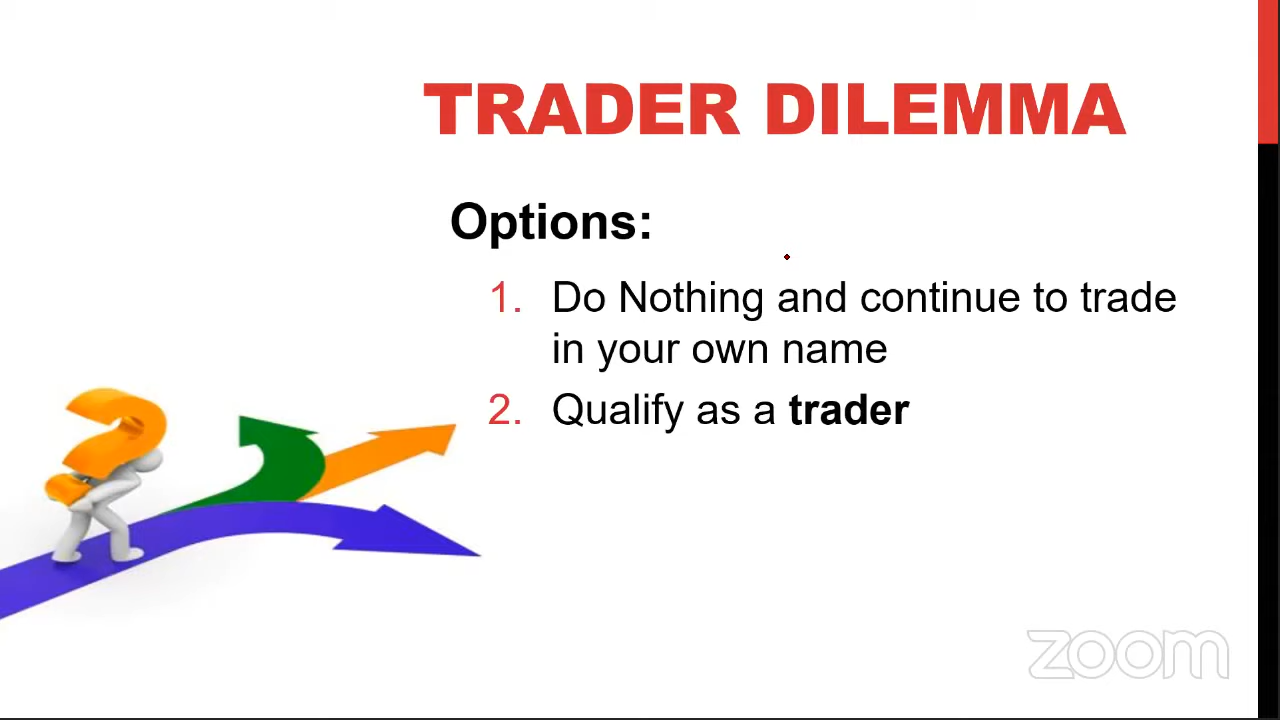 TRADER DILEMMA
Options:
1. Do Nothing and continue to trade
in your own name
2. Qualify as a trader
zoom